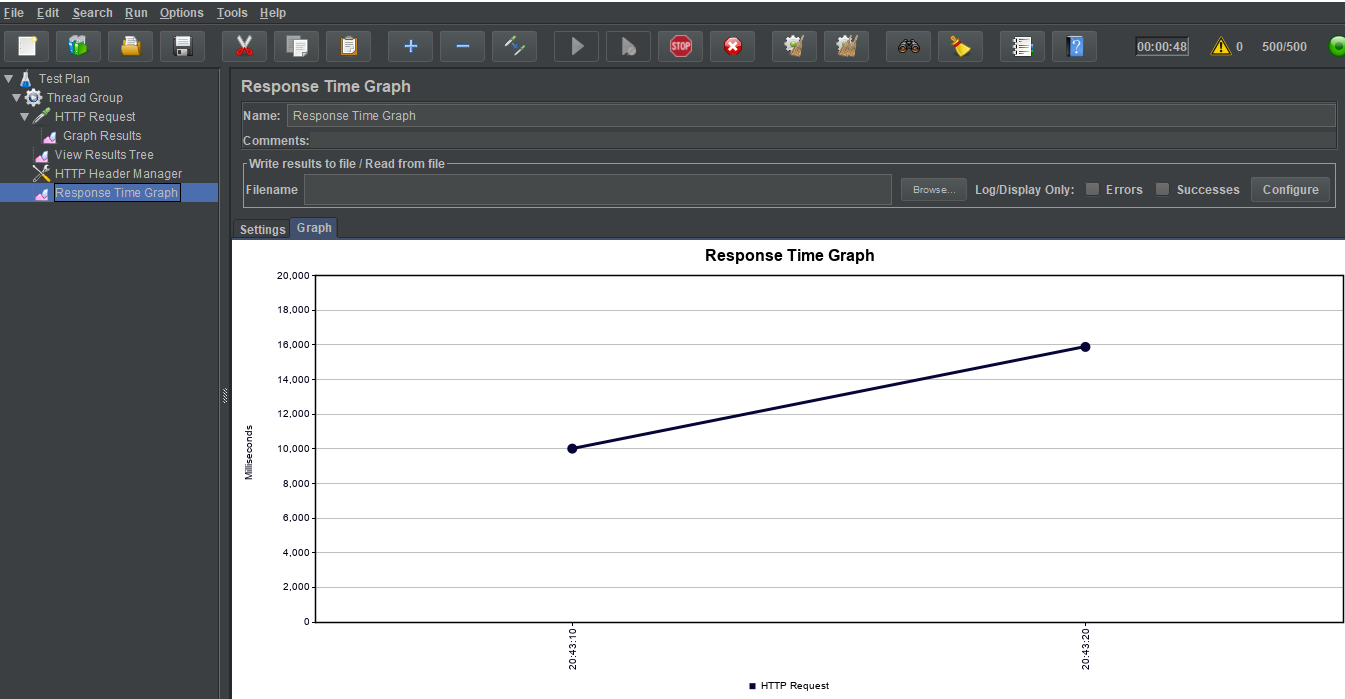 File Edit Search Run Options Tools Help
STOP ? 00:00:48 ! 0 500/500
Test Plan
Thread Group
HTTP Request
Graph Results
View Results Tree
HTTP Header Manager
Response Time Graph
Response Time Graph
Name: Response Time Graph
Comments:
Write results to file / Read from file
Filename Browse... Log/Display Only: Errors Successes Configure
Settings Graph
Response Time Graph
20,000
18,000
16,000
14,000
12,000
10,000
8,000
6,000
4,000
2,000
0
Milliseconds
20:43:10 20:43:20
HTTP Request